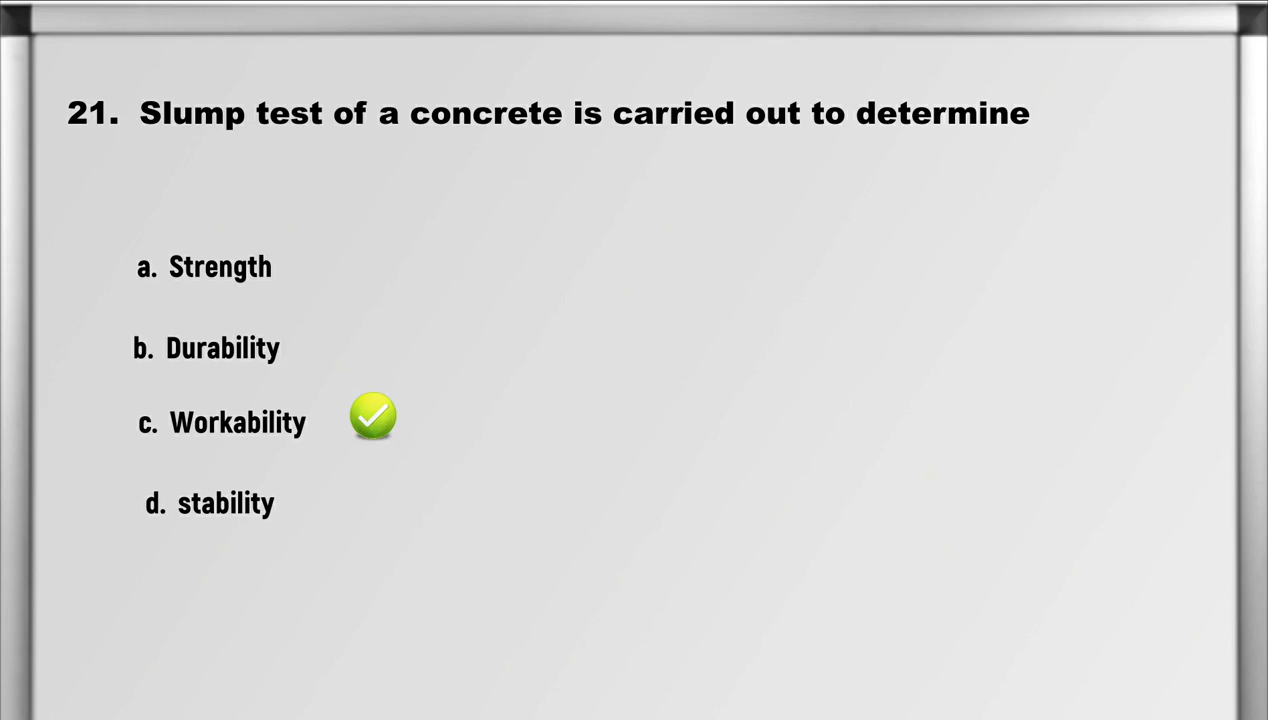 21. Slump test of a concrete is carried out to determine
a. Strength
b. Durability
c. Workability
d. stability